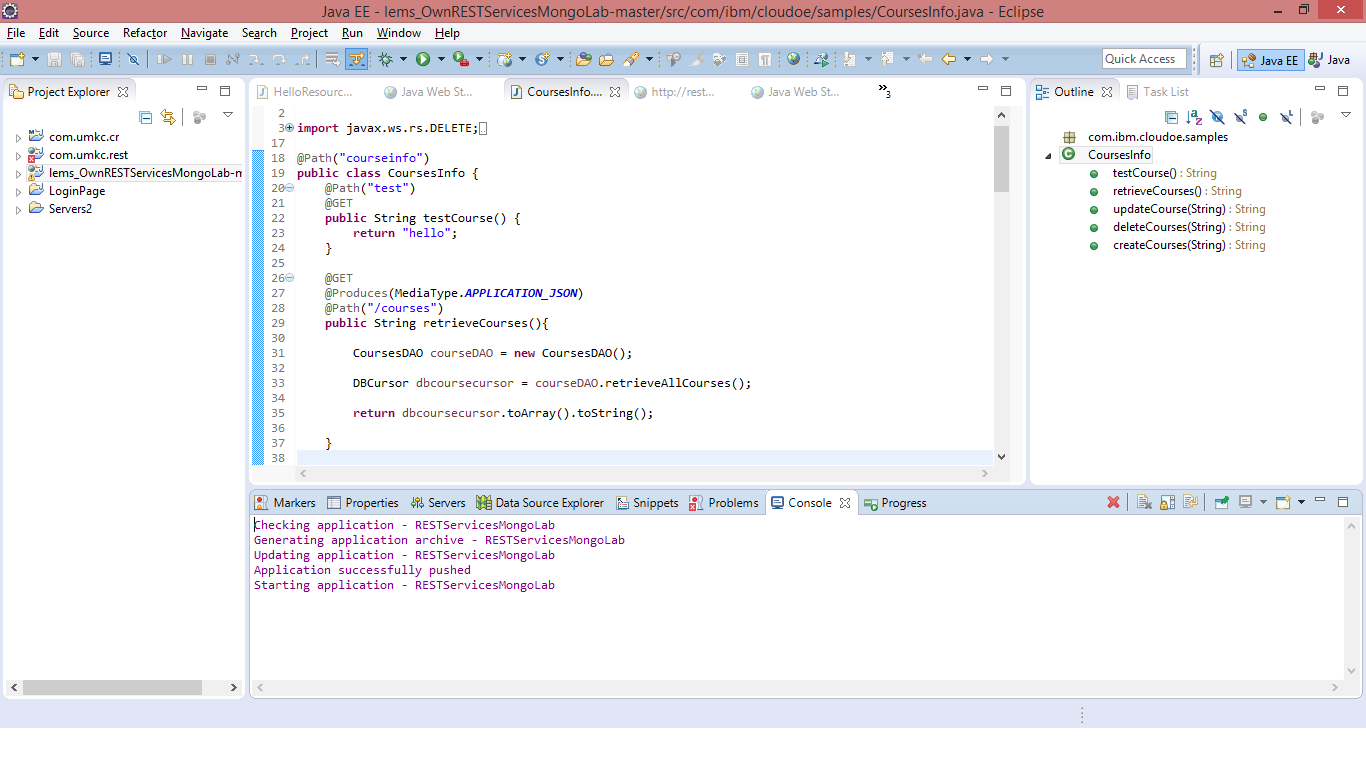 Java EE - lems_OwnRESTServicesMongoLab-master/src/com/ibm/cloudoe/samples/CoursesInfo.java - Eclipse
File Edit Source Refactor Navigate Search Project Run Window Help
Quick Access
Java EE
Java
Project Explorer
com.umkc.cr
com.umkc.rest
lems_OwnRESTServicesMongoLab-m
LoginPage
Servers2
HelloResourc...
Java Web St...
CoursesInfo....
http://rest...
Java Web St...
»3
2
3 import javax.ws.rs.DELETE;
17
18 @Path("courseinfo")
19 public class CoursesInfo {
20 @Path("test")
21 @GET
22 public String testCourse() {
23 return "hello";
24 }
25
26 @GET
27 @Produces(MediaType.APPLICATION_JSON)
28 @Path("/courses")
29 public String retrieveCourses(){
30
31 CoursesDAO courseDAO = new CoursesDAO();
32
33 DBCursor dbcoursecursor = courseDAO.retrieveAllCourses();
34
35 return dbcoursecursor.toArray().toString();
36
37 }
38
Outline
Task List
com.ibm.cloudoe.samples
CoursesInfo
testCourse() : String
retrieveCourses() : String
updateCourse(String) : String
deleteCourses(String) : String
createCourses(String) : String
Markers
Properties
Servers
Data Source Explorer
Snippets
Problems
Console
Progress
Checking application - RESTServicesMongoLab
Generating application archive - RESTServicesMongoLab
Updating application - RESTServicesMongoLab
Application successfully pushed
Starting application - RESTServicesMongoLab